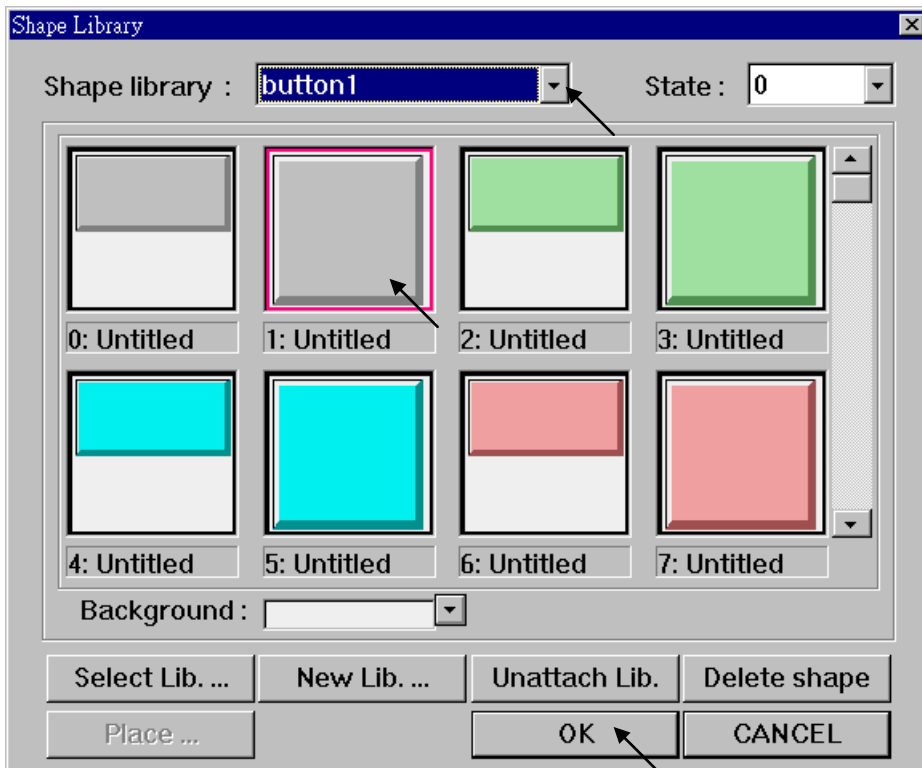 Shape Library
Shape library : button1 State : 0
0: Untitled 1: Untitled 2: Untitled 3: Untitled
4: Untitled 5: Untitled 6: Untitled 7: Untitled
Background :
Select Lib. ... New Lib. ... Unattach Lib. Delete shape
Place ... OK CANCEL